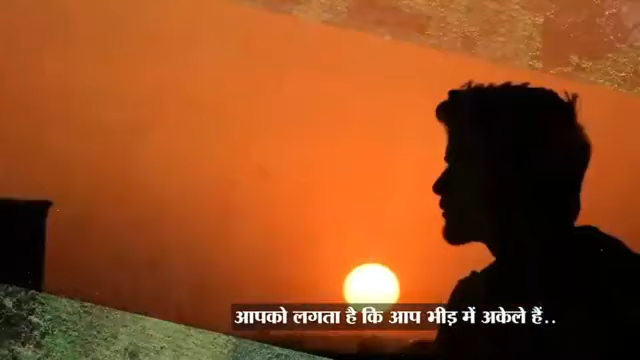 आपको लगता है कि आप भीड़ में अकेले हैं..